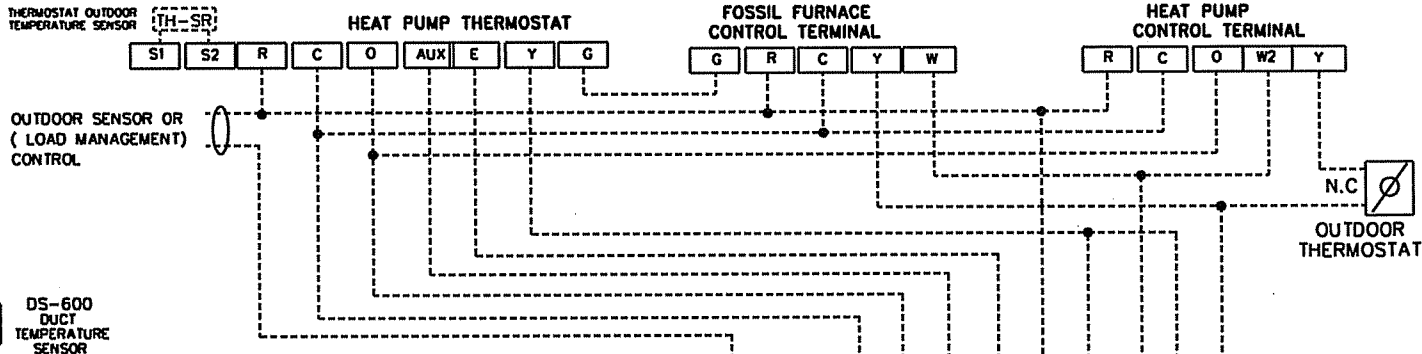 THERMOSTAT OUTDOOR
TEMPERATURE SENSOR
TH-SR
HEAT PUMP THERMOSTAT
S1 S2 R C O AUX E Y G
FOSSIL FURNACE
CONTROL TERMINAL
G R C Y W
HEAT PUMP
CONTROL TERMINAL
R C O W2 Y
OUTDOOR SENSOR OR
( LOAD MANAGEMENT)
CONTROL
N.C
OUTDOOR
THERMOSTAT
DS-600
DUCT
TEMPERATURE
SENSOR